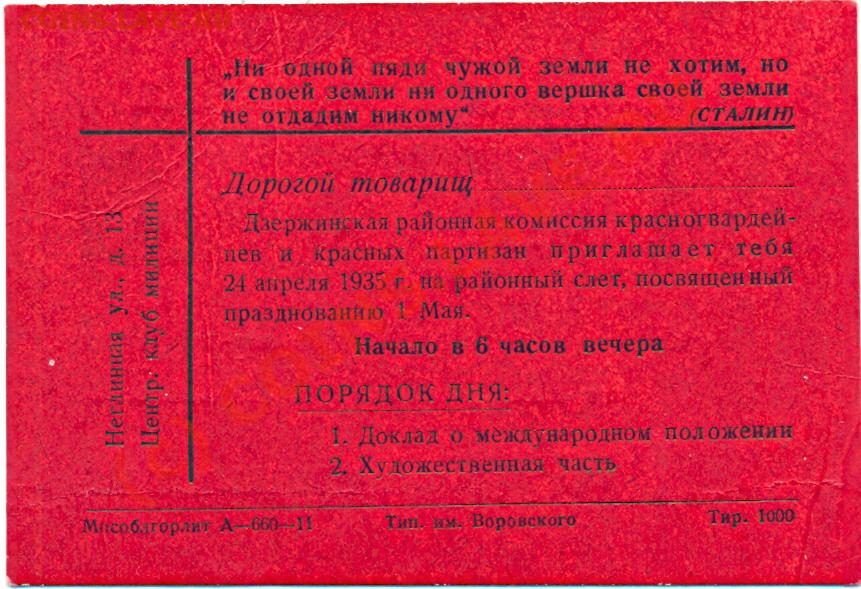 COINS.LAVE.RU
„Ни одной пяди чужой земли не хотим, но
и своей земли ни одного вершка своей земли
не отдадим никому“ (СТАЛИН)
Дорогой товарищ
Дзержинская районная комиссия красногвардей-
цев и красных партизан приглашает тебя
24 апреля 1935 г. на районный слет, посвященный
празднованию 1 Мая.
Начало в 6 часов вечера
ПОРЯДОК ДНЯ:
1. Доклад о международном положении
2. Художественная часть
Неглинная ул., д. 13
Центр. клуб милиции
Мособлгорлит А—660—11 Тип. им. Воровского Тир. 1000